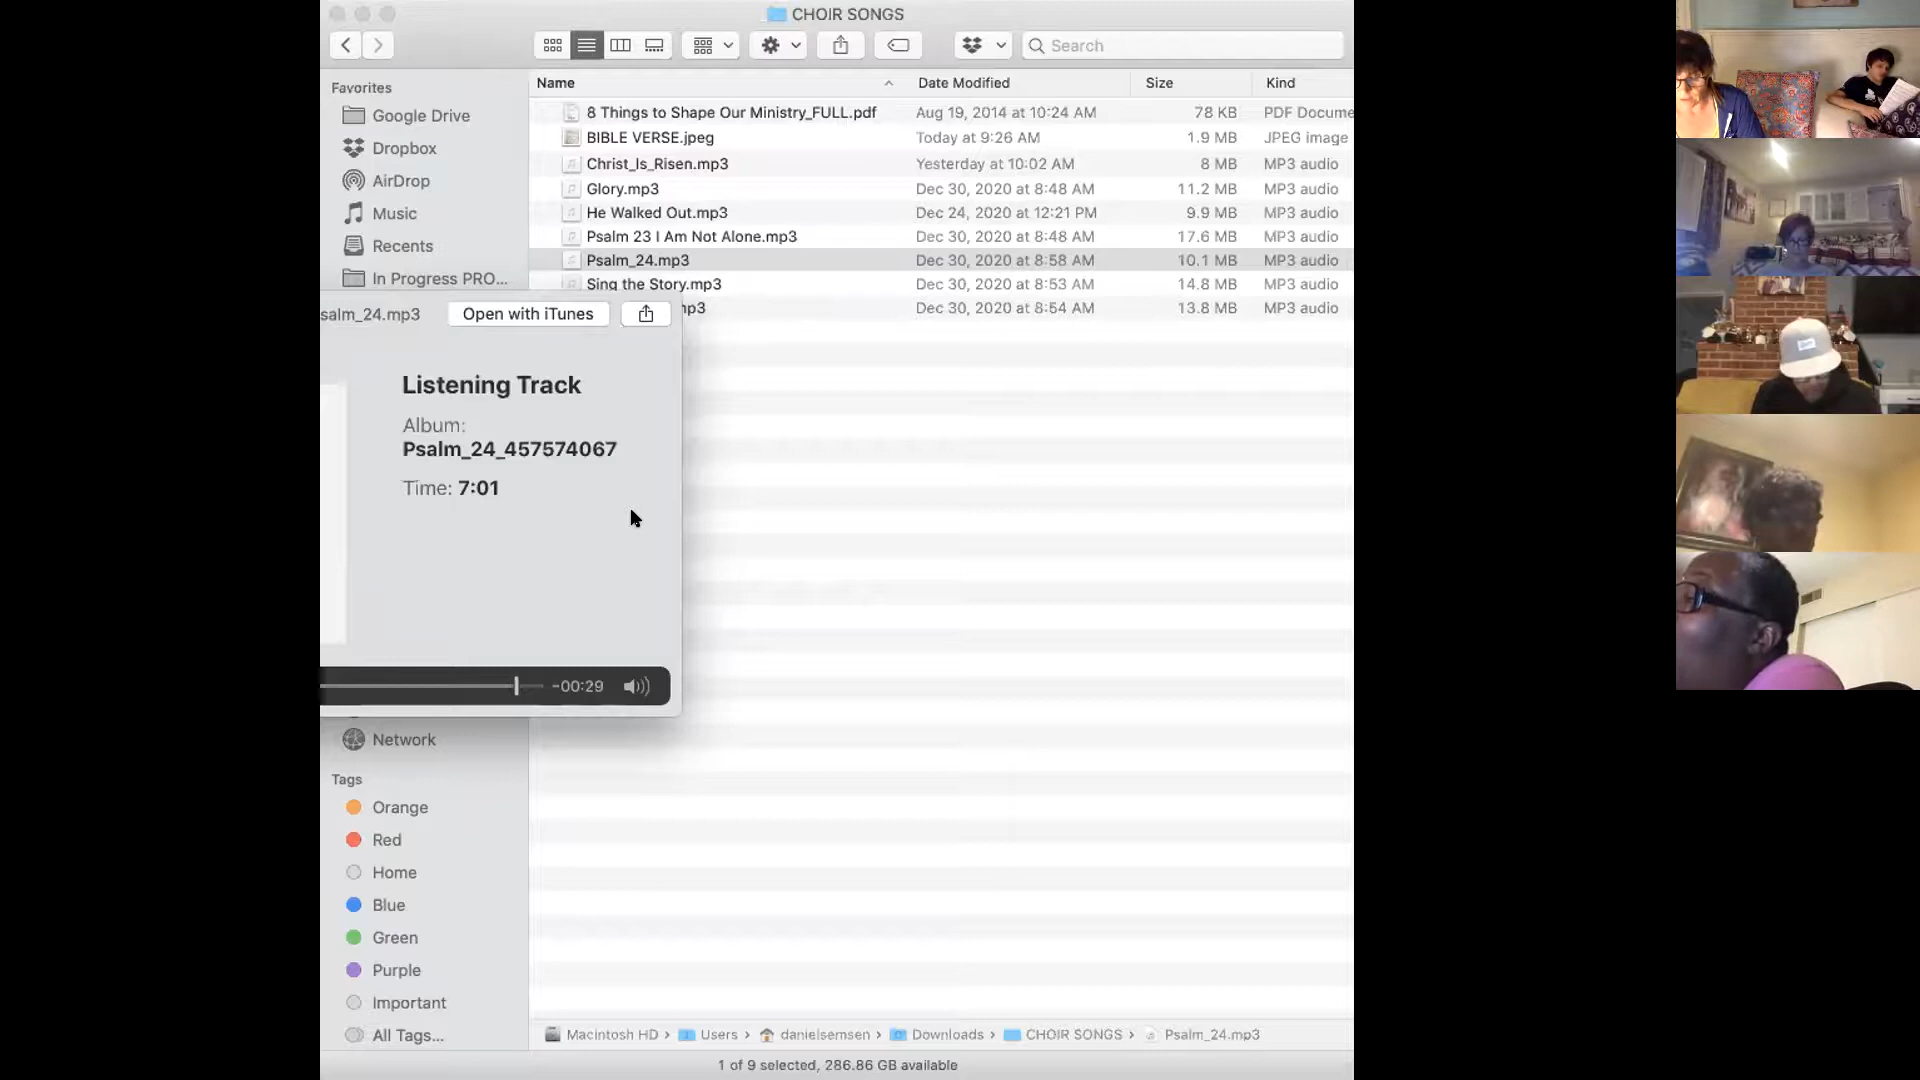 CHOIR SONGS
Search
Favorites
Google Drive
Dropbox
AirDrop
Music
Recents
In Progress PRO...
Name Date Modified Size Kind
8 Things to Shape Our Ministry_FULL.pdf Aug 19, 2014 at 10:24 AM 78 KB PDF Docume
BIBLE VERSE.jpeg Today at 9:26 AM 1.9 MB JPEG image
Christ_Is_Risen.mp3 Yesterday at 10:02 AM 8 MB MP3 audio
Glory.mp3 Dec 30, 2020 at 8:48 AM 11.2 MB MP3 audio
He Walked Out.mp3 Dec 24, 2020 at 12:21 PM 9.9 MB MP3 audio
Psalm 23 I Am Not Alone.mp3 Dec 30, 2020 at 8:48 AM 17.6 MB MP3 audio
Psalm_24.mp3 Dec 30, 2020 at 8:58 AM 10.1 MB MP3 audio
Sing the Story.mp3 Dec 30, 2020 at 8:53 AM 14.8 MB MP3 audio
np3 Dec 30, 2020 at 8:54 AM 13.8 MB MP3 audio
salm_24.mp3 Open with iTunes
Listening Track
Album:
Psalm_24_457574067
Time: 7:01
-00:29
Network
Tags
Orange
Red
Home
Blue
Green
Purple
Important
All Tags...
Macintosh HD › Users › danielsemsen › Downloads › CHOIR SONGS › Psalm_24.mp3
1 of 9 selected, 286.86 GB available